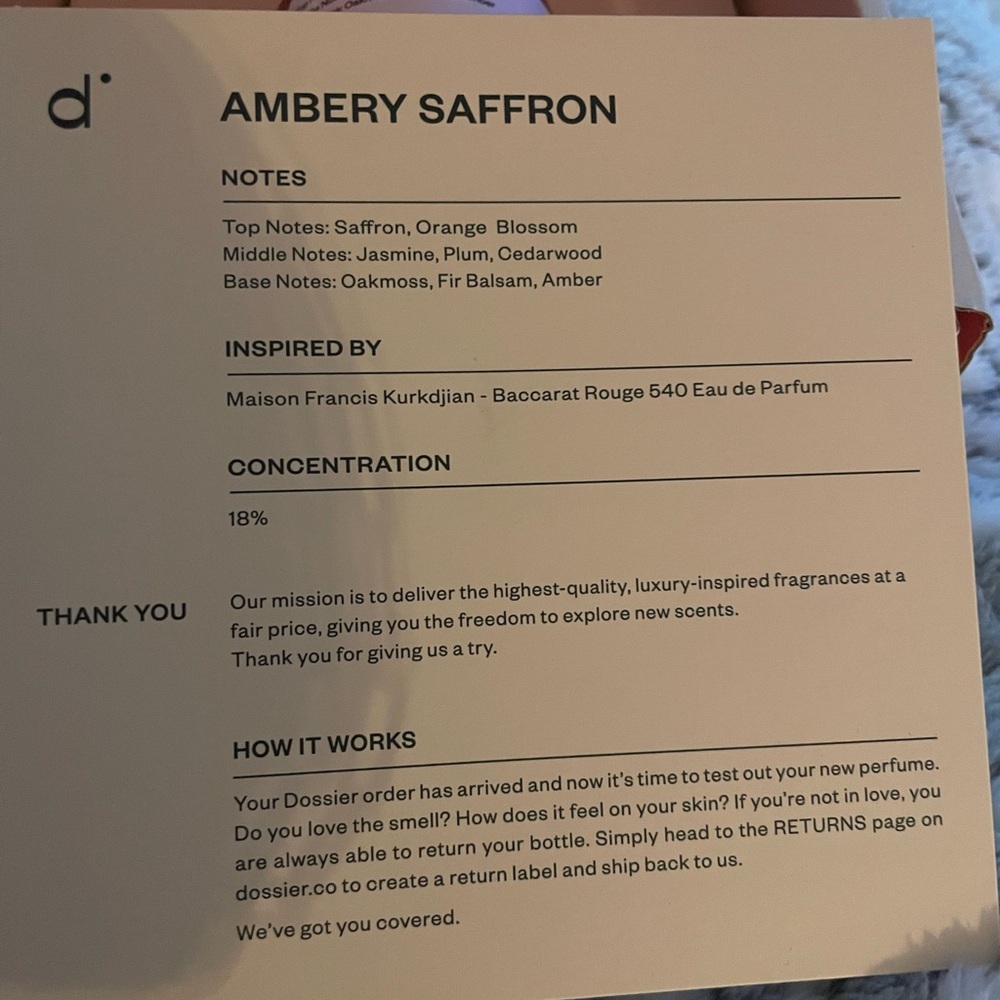 d·
AMBERY SAFFRON
NOTES
Top Notes: Saffron, Orange Blossom
Middle Notes: Jasmine, Plum, Cedarwood
Base Notes: Oakmoss, Fir Balsam, Amber
INSPIRED BY
Maison Francis Kurkdjian - Baccarat Rouge 540 Eau de Parfum
CONCENTRATION
18%
THANK YOU
Our mission is to deliver the highest-quality, luxury-inspired fragrances at a
fair price, giving you the freedom to explore new scents.
Thank you for giving us a try.
HOW IT WORKS
Your Dossier order has arrived and now it's time to test out your new perfume.
Do you love the smell? How does it feel on your skin? If you're not in love, you
are always able to return your bottle. Simply head to the RETURNS page on
dossier.co to create a return label and ship back to us.
We've got you covered.